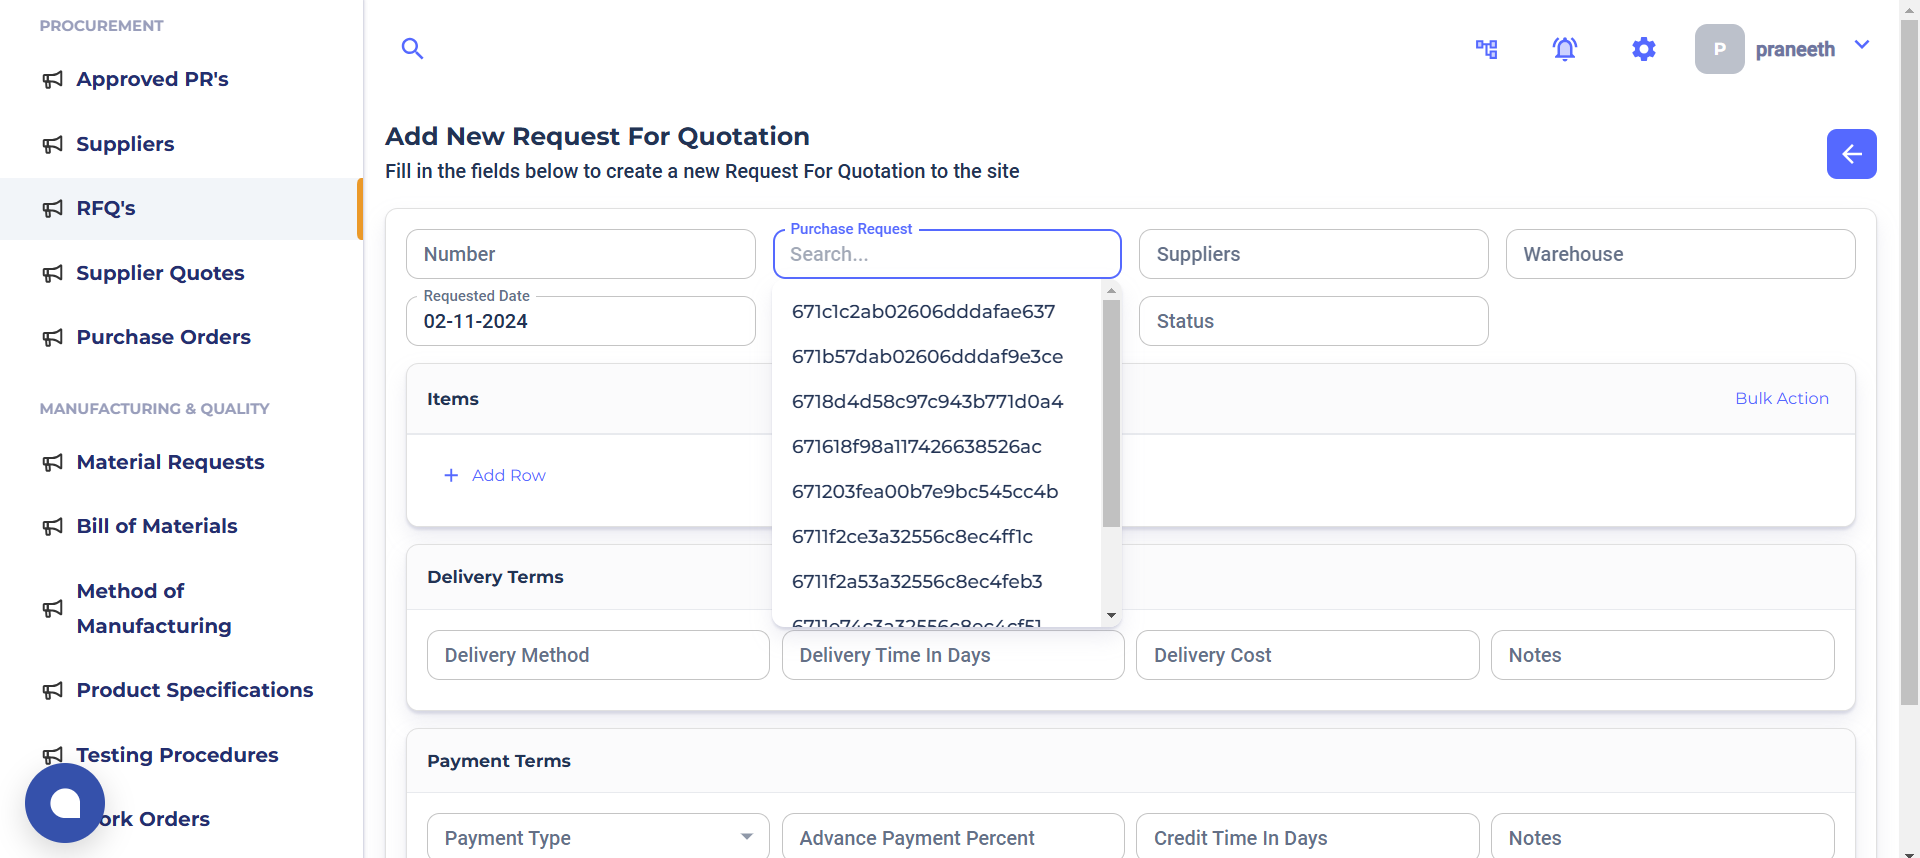 PROCUREMENT
Approved PR's
Suppliers
RFQ's
Supplier Quotes
Purchase Orders
MANUFACTURING & QUALITY
Material Requests
Bill of Materials
Method of
Manufacturing
Product Specifications
Testing Procedures
ork Orders
P praneeth
Add New Request For Quotation
Fill in the fields below to create a new Request For Quotation to the site
Number
Purchase Request
Search...
Suppliers
Warehouse
Requested Date
02-11-2024
Status
671c1c2ab02606dddafae637
671b57dab02606dddaf9e3ce
6718d4d58c97c943b771d0a4
671618f98a117426638526ac
671203fea00b7e9bc545cc4b
6711f2ce3a32556c8ec4ff1c
6711f2a53a32556c8ec4feb3
6711e74c3a32556c8ec4cf51
Items
Bulk Action
+ Add Row
Delivery Terms
Delivery Method
Delivery Time In Days
Delivery Cost
Notes
Payment Terms
Payment Type
Advance Payment Percent
Credit Time In Days
Notes